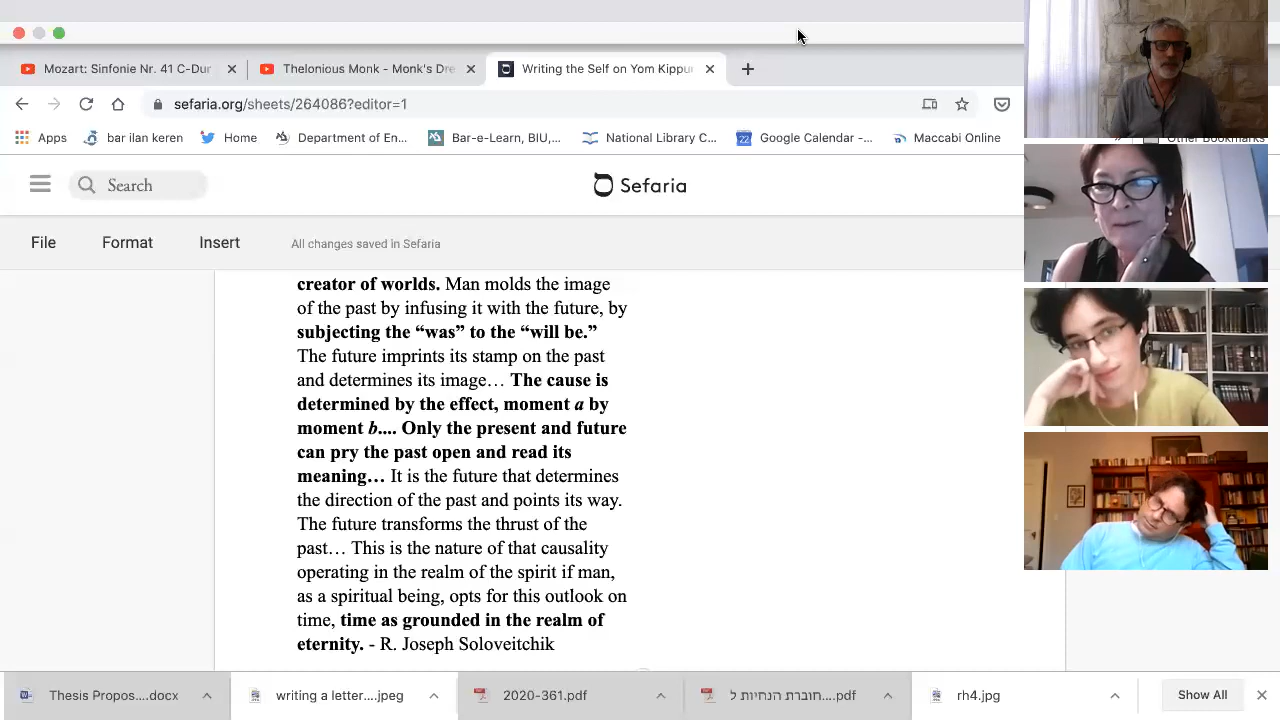 Mozart: Sinfonie Nr. 41 C-Dur
Thelonious Monk - Monk's Dre
Writing the Self on Yom Kippur
sefaria.org/sheets/264086?editor=1
Apps
bar ilan keren
Home
Department of En...
Bar-e-Learn, BIU,...
National Library C...
22
Google Calendar -...
Maccabi Online
»
Other Bookmarks
Search
Sefaria
File
Format
Insert
All changes saved in Sefaria
creator of worlds. Man molds the image
of the past by infusing it with the future, by
subjecting the “was” to the “will be.”
The future imprints its stamp on the past
and determines its image… The cause is
determined by the effect, moment a by
moment b.... Only the present and future
can pry the past open and read its
meaning… It is the future that determines
the direction of the past and points its way.
The future transforms the thrust of the
past… This is the nature of that causality
operating in the realm of the spirit if man,
as a spiritual being, opts for this outlook on
time, time as grounded in the realm of
eternity. - R. Joseph Soloveitchik
Thesis Propos....docx
writing a letter....jpeg
2020-361.pdf
חוברת הנחיות ל....pdf
rh4.jpg
Show All